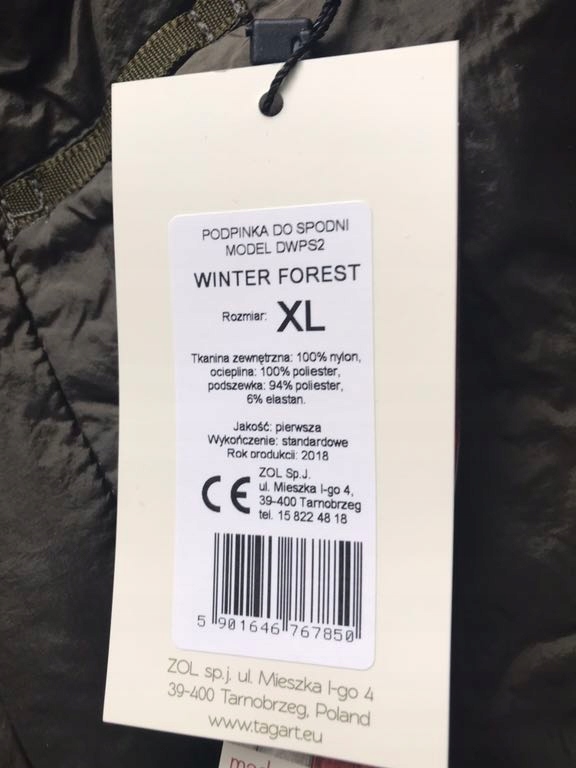 PODPINKA DO SPODNI
MODEL DWPS2
WINTER FOREST
Rozmiar: XL
Tkanina zewnętrzna: 100% nylon,
ocieplina: 100% poliester,
podszewka: 94% poliester,
6% elastan.
Jakość: pierwsza
Wykończenie: standardowe
Rok produkcji: 2018
CE
ZOL Sp.J.
ul. Mieszka I-go 4,
39-400 Tarnobrzeg
tel. 15 822 48 18
5 901646 767850
ZOL sp.j. ul. Mieszka I-go 4
39-400 Tarnobrzeg, Poland
www.tagart.eu